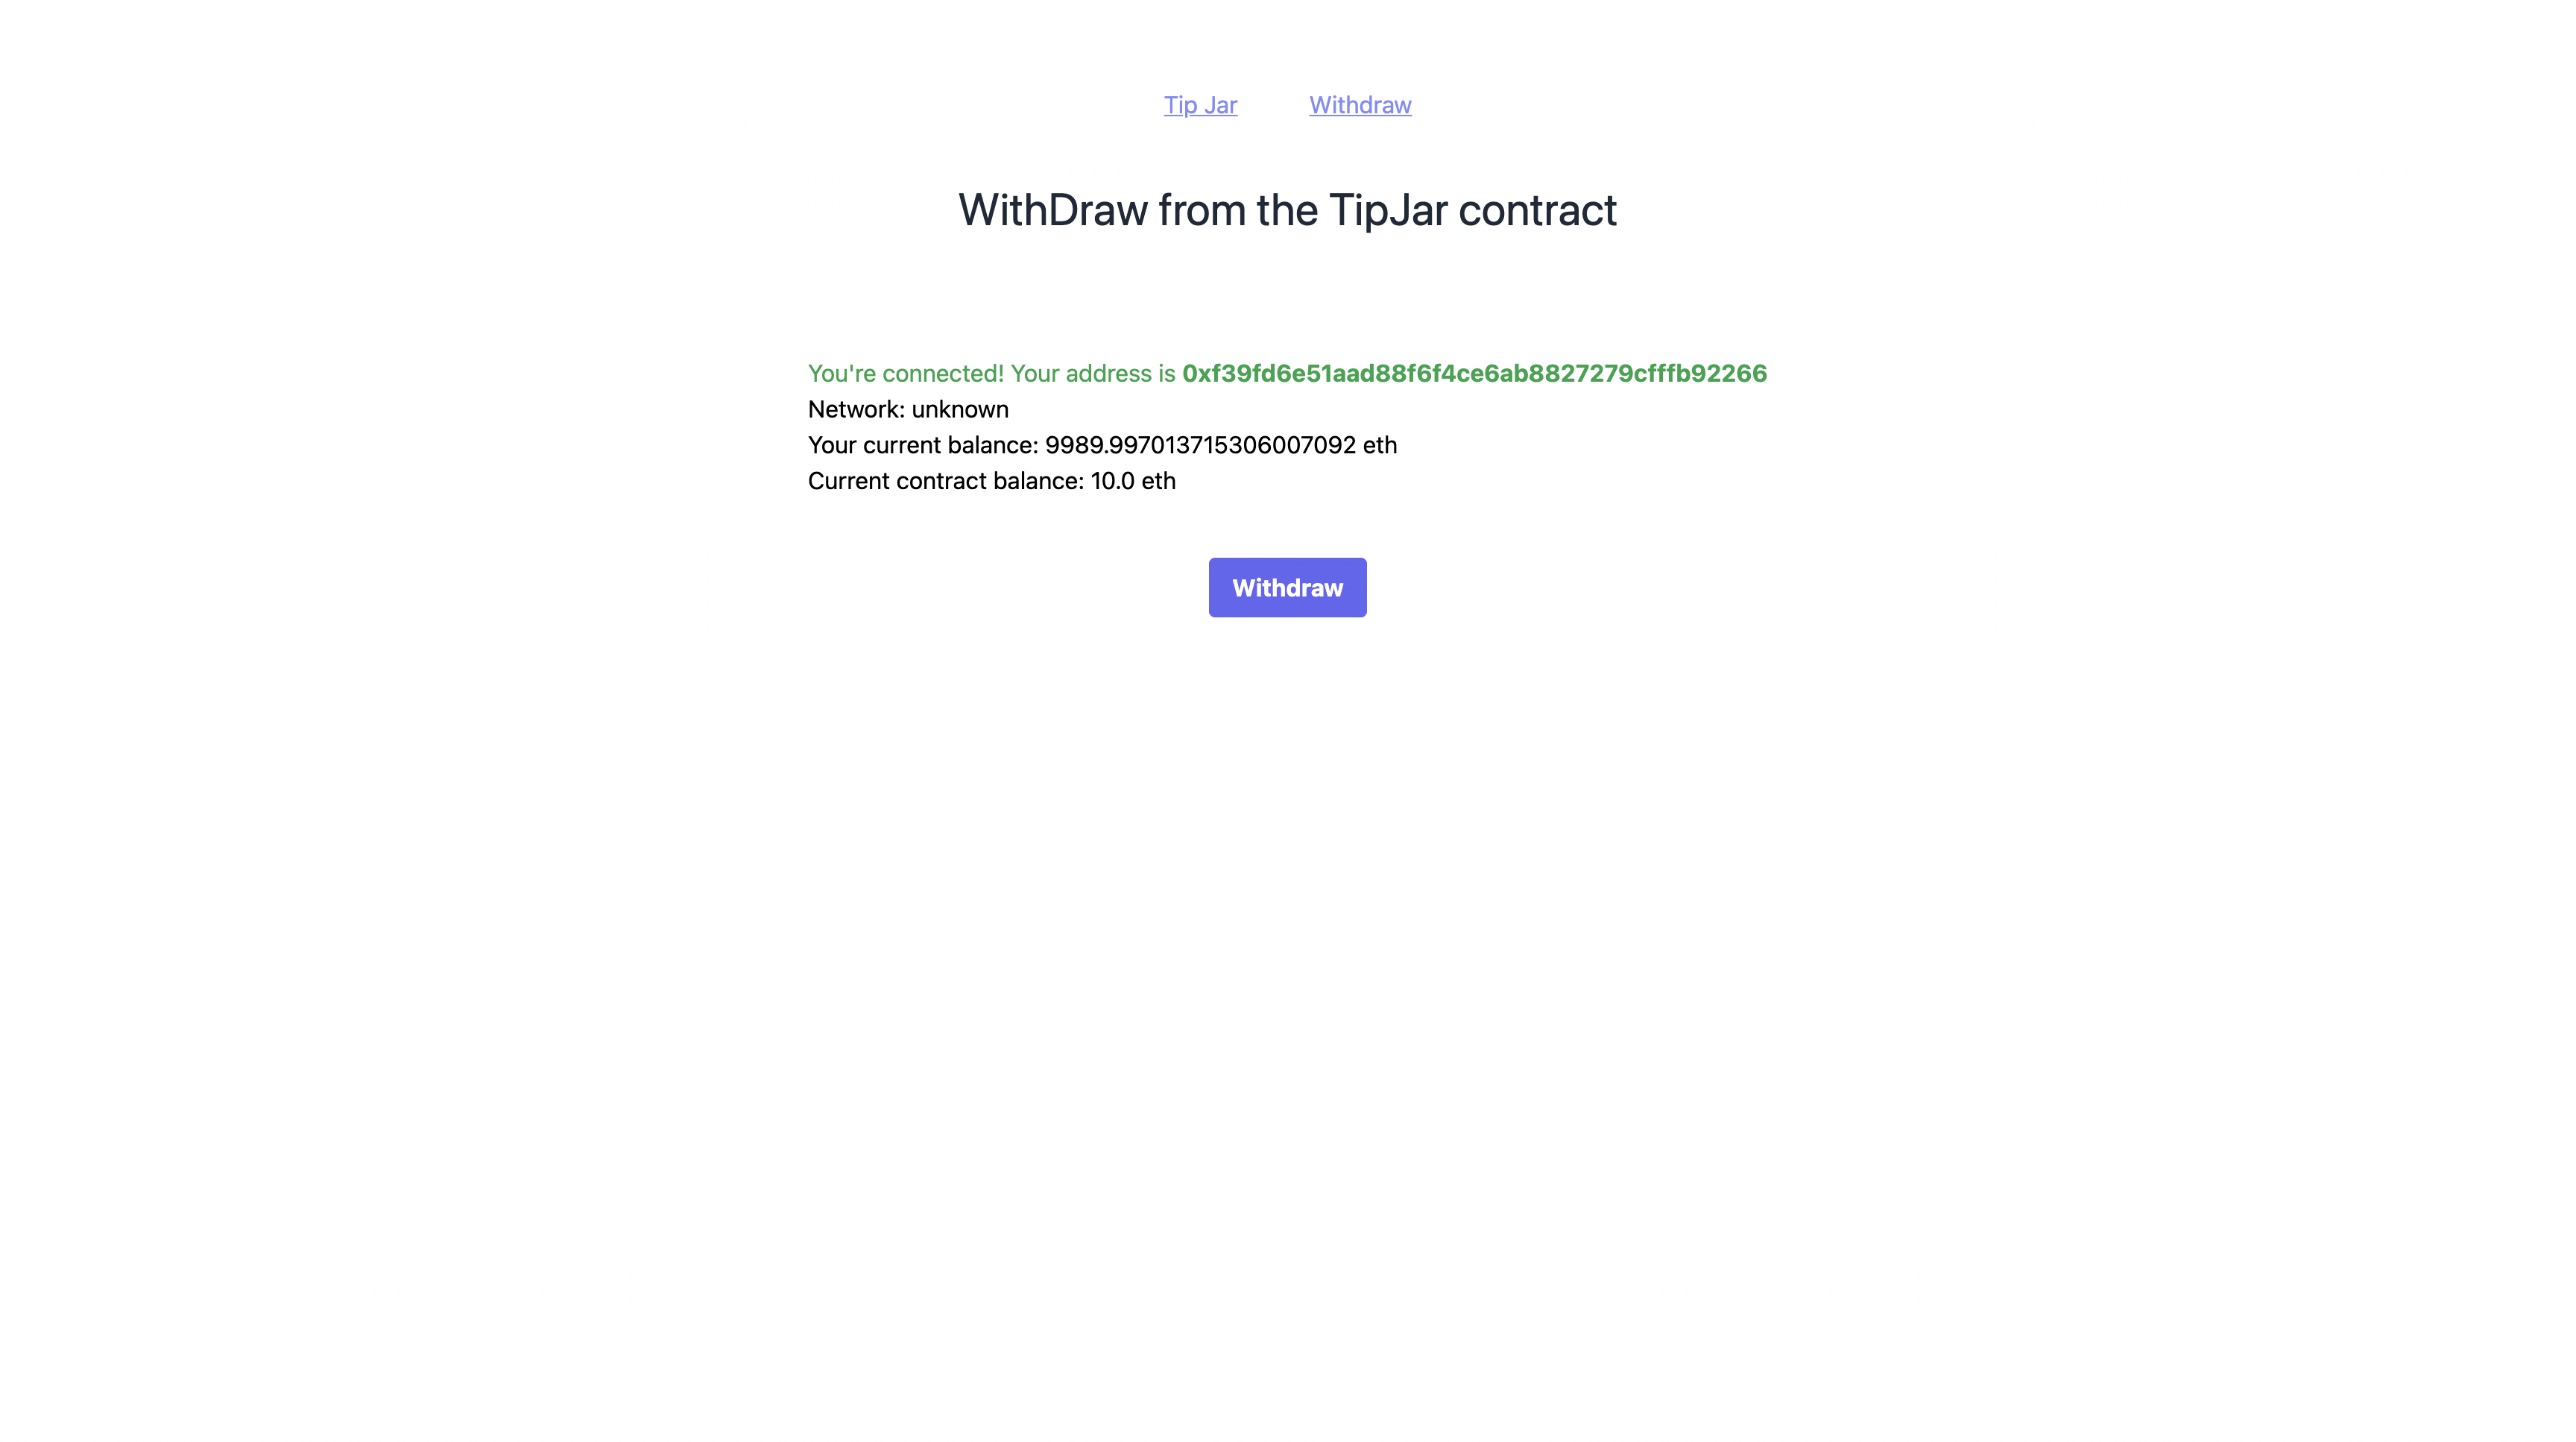 Tip Jar Withdraw
WithDraw from the TipJar contract
You're connected! Your address is 0xf39fd6e51aad88f6f4ce6ab8827279cfffb92266
Network: unknown
Your current balance: 9989.997013715306007092 eth
Current contract balance: 10.0 eth
Withdraw